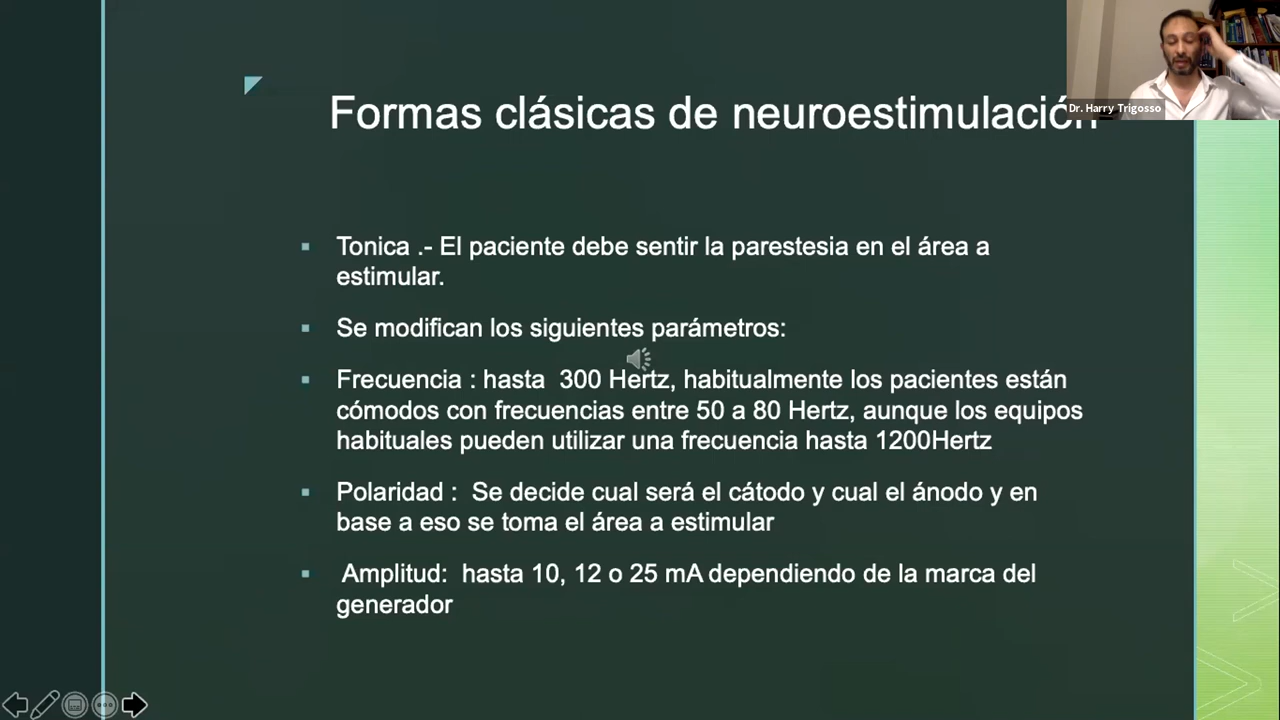 Formas clásicas de neuroestimulación
Dr. Harry Trigosso
▪ Tonica .- El paciente debe sentir la parestesia en el área a
estimular.
▪ Se modifican los siguientes parámetros:
▪ Frecuencia : hasta  300 Hertz, habitualmente los pacientes están
cómodos con frecuencias entre 50 a 80 Hertz, aunque los equipos
habituales pueden utilizar una frecuencia hasta 1200Hertz
▪ Polaridad :  Se decide cual será el cátodo y cual el ánodo y en
base a eso se toma el área a estimular
▪ Amplitud:  hasta 10, 12 o 25 mA dependiendo de la marca del
generador